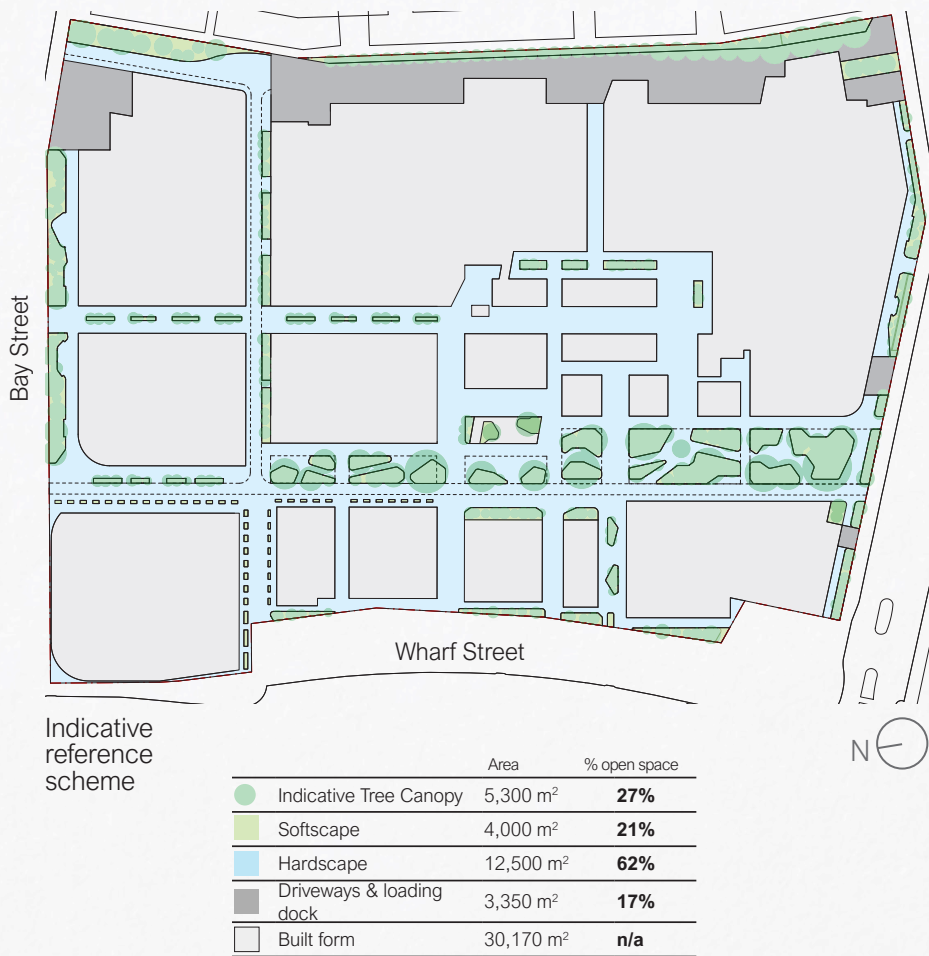 Bay Street
Wharf Street
Indicative
reference
scheme
N
Area % open space
Indicative Tree Canopy 5,300 m² 27%
Softscape 4,000 m² 21%
Hardscape 12,500 m² 62%
Driveways & loading
dock 3,350 m² 17%
Built form 30,170 m² n/a